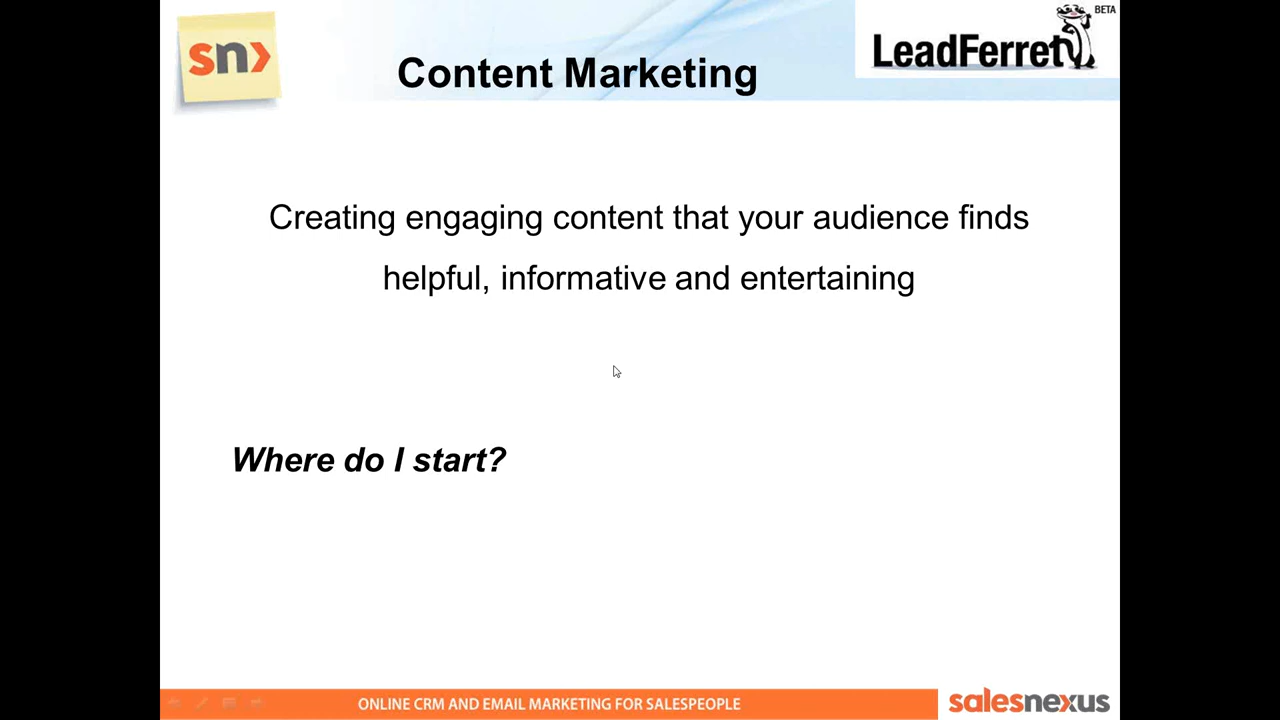 sn>
Content Marketing
BETA
LeadFerret
Creating engaging content that your audience finds
helpful, informative and entertaining
Where do I start?
ONLINE CRM AND EMAIL MARKETING FOR SALESPEOPLE
salesnexus